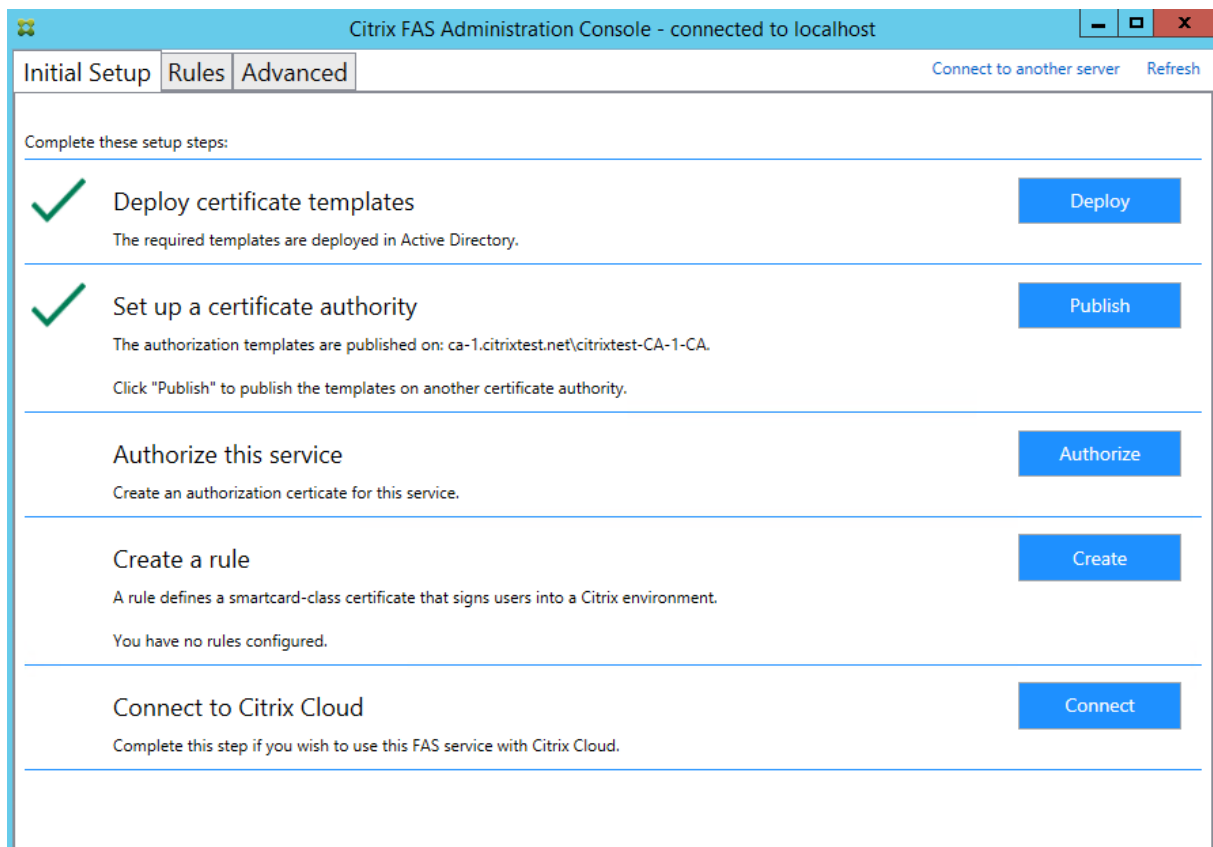 Citrix FAS Administration Console - connected to localhost
Initial Setup Rules Advanced Connect to another server Refresh
Complete these setup steps:
Deploy certificate templates Deploy
The required templates are deployed in Active Directory.
Set up a certificate authority Publish
The authorization templates are published on: ca-1.citrixtest.net\citrixtest-CA-1-CA.
Click "Publish" to publish the templates on another certificate authority.
Authorize this service Authorize
Create an authorization certicate for this service.
Create a rule Create
A rule defines a smartcard-class certificate that signs users into a Citrix environment.
You have no rules configured.
Connect to Citrix Cloud Connect
Complete this step if you wish to use this FAS service with Citrix Cloud.